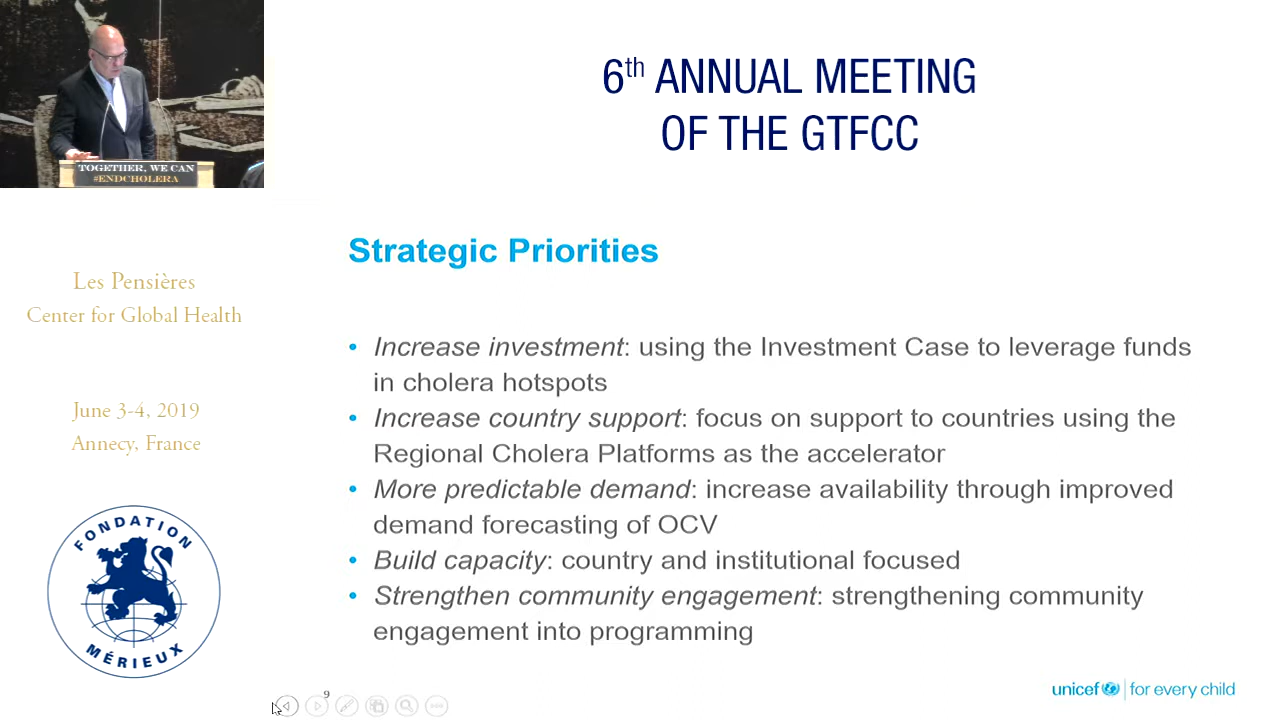 TOGETHER, WE CAN
#ENDCHOLERA
6th ANNUAL MEETING
OF THE GTFCC
Les Pensières
Center for Global Health
June 3-4, 2019
Annecy, France
FONDATION
MÉRIEUX
Strategic Priorities
• Increase investment: using the Investment Case to leverage funds
in cholera hotspots
• Increase country support: focus on support to countries using the
Regional Cholera Platforms as the accelerator
• More predictable demand: increase availability through improved
demand forecasting of OCV
• Build capacity: country and institutional focused
• Strengthen community engagement: strengthening community
engagement into programming
9
unicef | for every child